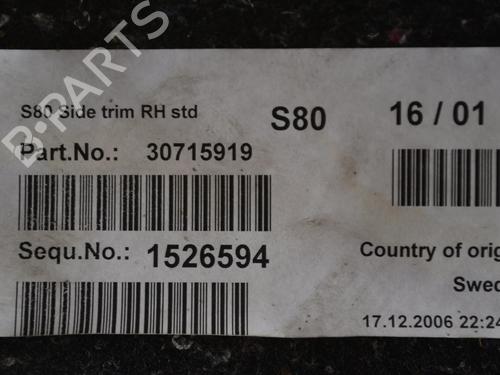 B-PARTS
S80 Side trim RH std
S80
16 / 01
Part.No.: 30715919
Sequ.No.: 1526594
Country of orig
Swed
17.12.2006 22:24